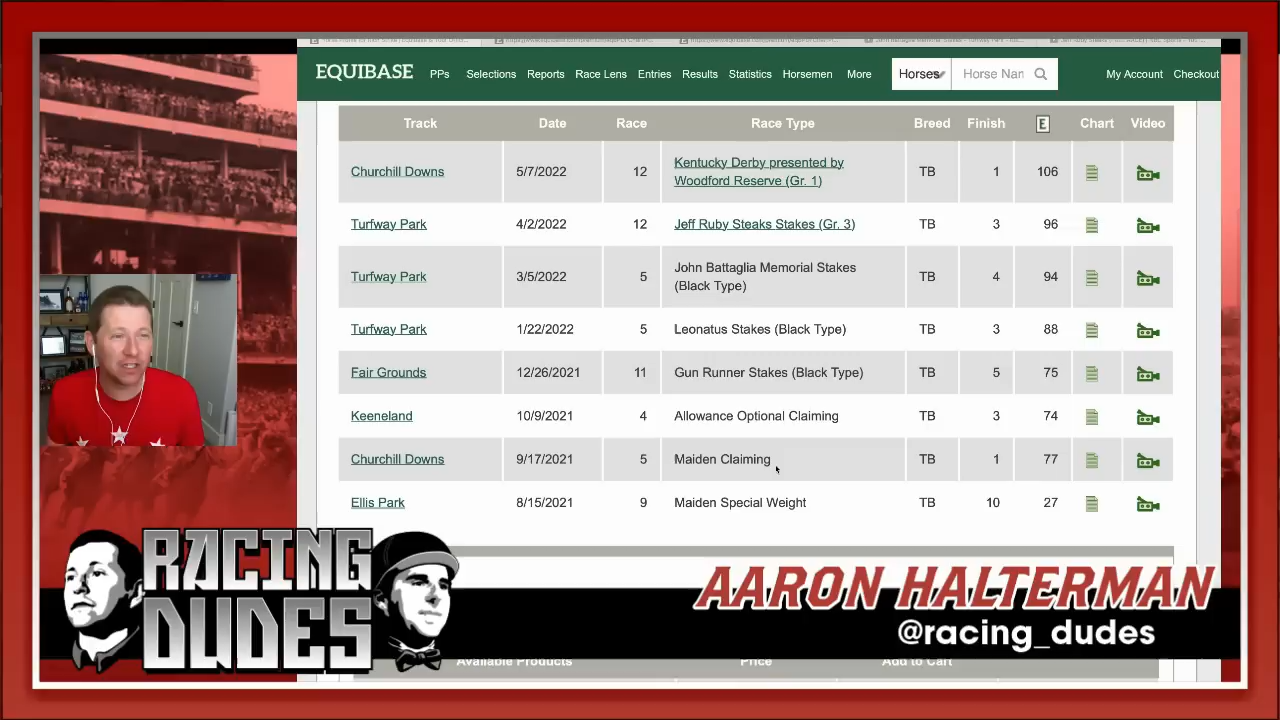 EQUIBASE PPs Selections Reports Race Lens Entries Results Statistics Horsemen More Horses Horse Nam My Account Checkout
Track Date Race Race Type Breed Finish E Chart Video
Churchill Downs 5/7/2022 12 Kentucky Derby presented by TB 1 106
Woodford Reserve (Gr. 1)
Turfway Park 4/2/2022 12 Jeff Ruby Steaks Stakes (Gr. 3) TB 3 96
Turfway Park 3/5/2022 5 John Battaglia Memorial Stakes TB 4 94
(Black Type)
Turfway Park 1/22/2022 5 Leonatus Stakes (Black Type) TB 3 88
Fair Grounds 12/26/2021 11 Gun Runner Stakes (Black Type) TB 5 75
Keeneland 10/9/2021 4 Allowance Optional Claiming TB 3 74
Churchill Downs 9/17/2021 5 Maiden Claiming TB 1 77
Ellis Park 8/15/2021 9 Maiden Special Weight TB 10 27
RACING
DUDES
AARON HALTERMAN
@racing_dudes
Available Products Price Add to Cart